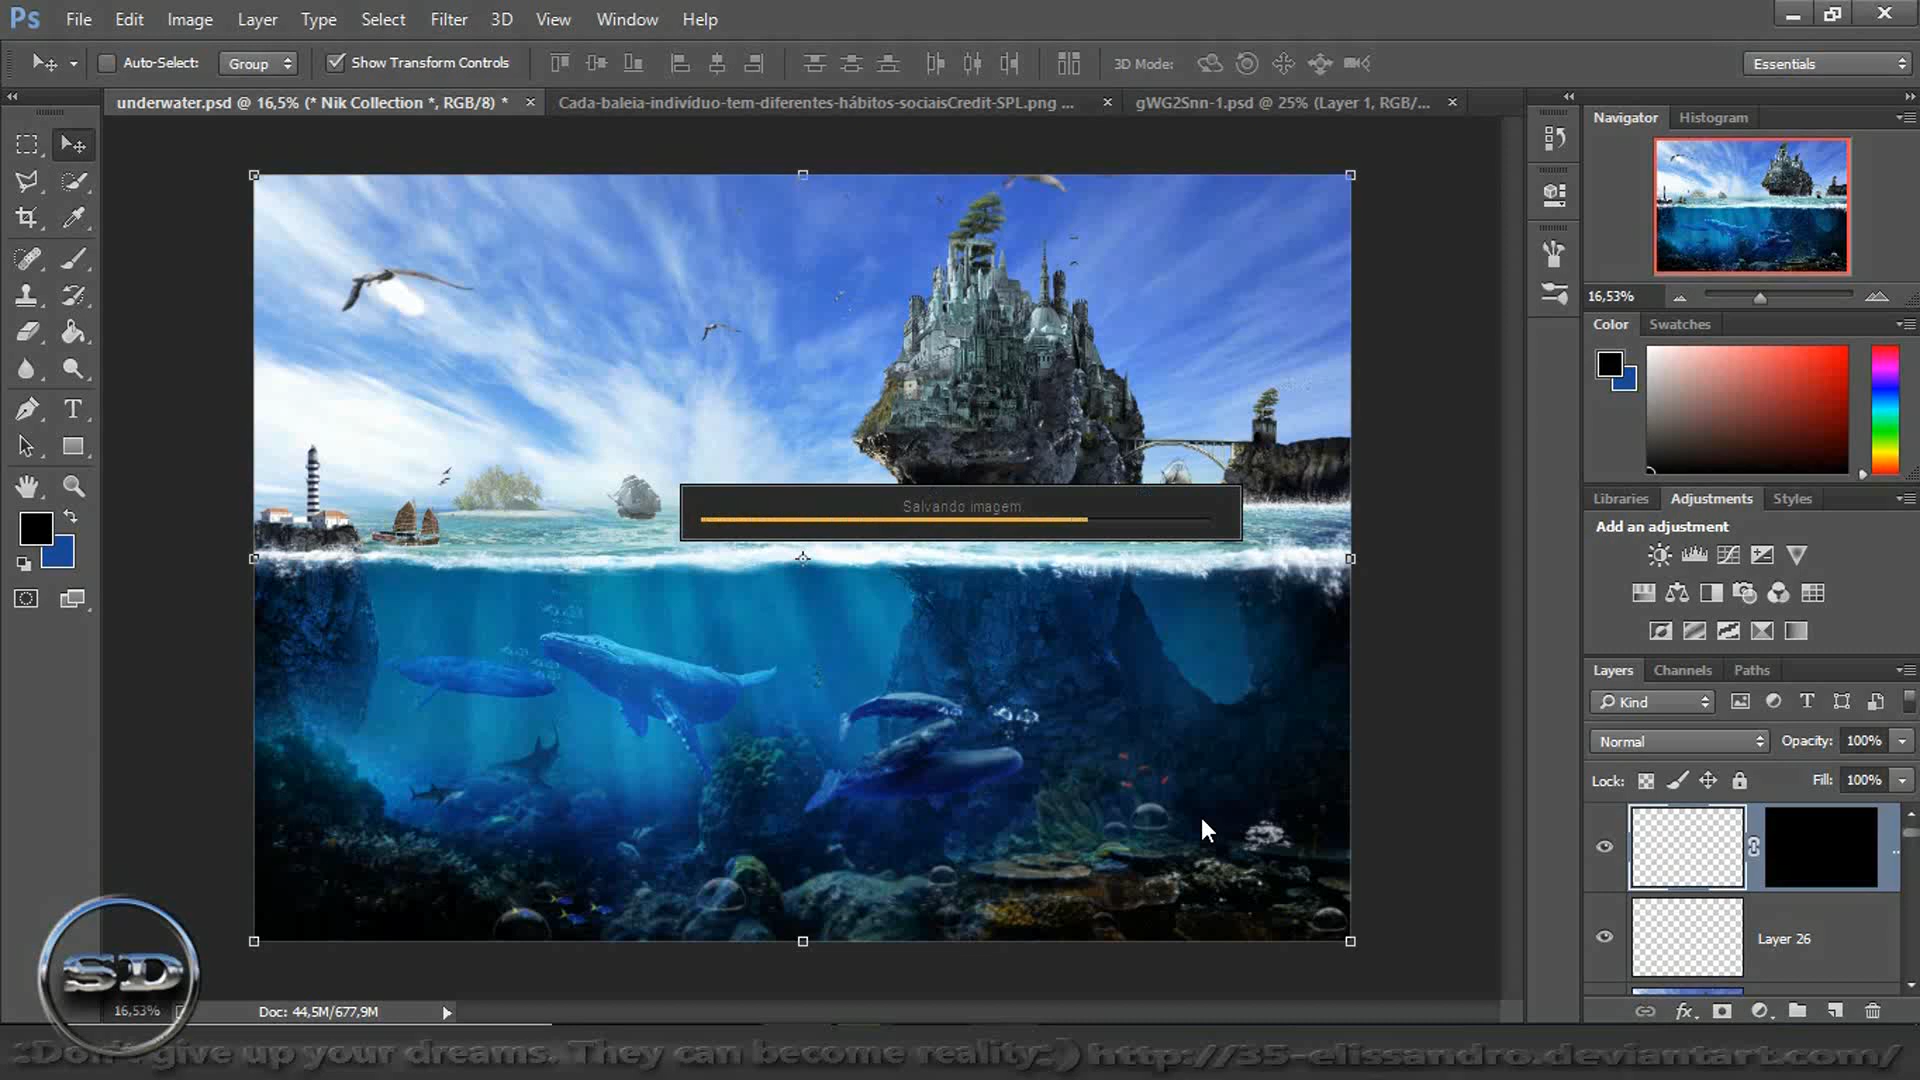 Ps File Edit Image Layer Type Select Filter 3D View Window Help
Auto-Select: Group Show Transform Controls 3D Mode: Essentials
underwater.psd @ 16,5% (* Nik Collection *, RGB/8) * Cada-baleia-indivíduo-tem-diferentes-hábitos-sociaisCredit-SPL.png ... gWG2Snn-1.psd @ 25% (Layer 1, RGB/...
Navigator Histogram
16,53%
Color Swatches
Salvando imagem
Libraries Adjustments Styles
Add an adjustment
Layers Channels Paths
Kind
Normal Opacity: 100%
Lock: Fill: 100%
Layer 26
SD
16,53% Doc: 44,5M/677,9M
:Don't give up your dreams. They can become reality:) http://35-elissandro.deviantart.com/